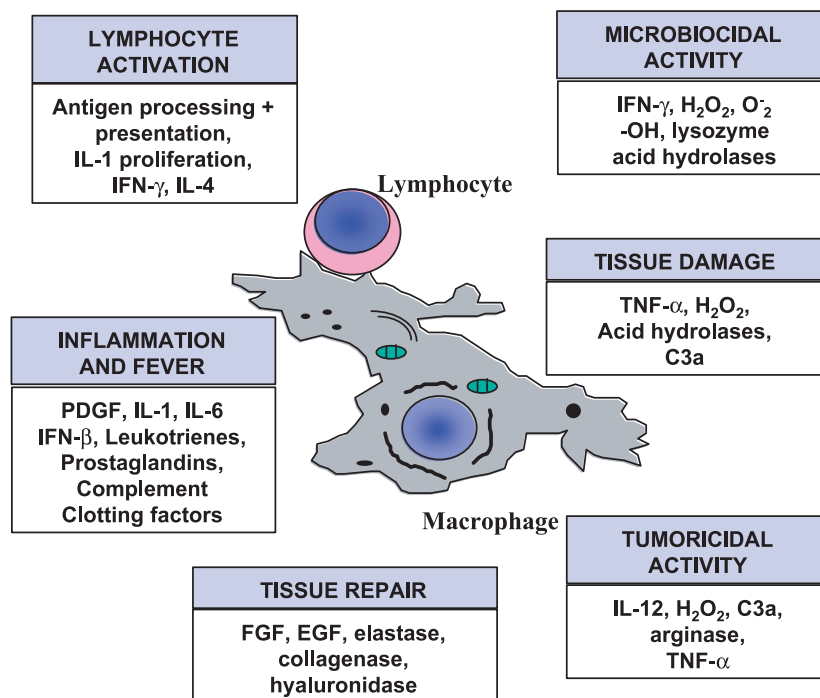 LYMPHOCYTE
ACTIVATION
Antigen processing +
presentation,
IL-1 proliferation,
IFN-γ, IL-4
MICROBIOCIDAL
ACTIVITY
IFN-γ, H₂O₂, O⁻₂
-OH, lysozyme
acid hydrolases
Lymphocyte
TISSUE DAMAGE
TNF-α, H₂O₂,
Acid hydrolases,
C3a
INFLAMMATION
AND FEVER
PDGF, IL-1, IL-6
IFN-β, Leukotrienes,
Prostaglandins,
Complement
Clotting factors
Macrophage
TUMORICIDAL
ACTIVITY
IL-12, H₂O₂, C3a,
arginase,
TNF-α
TISSUE REPAIR
FGF, EGF, elastase,
collagenase,
hyaluronidase